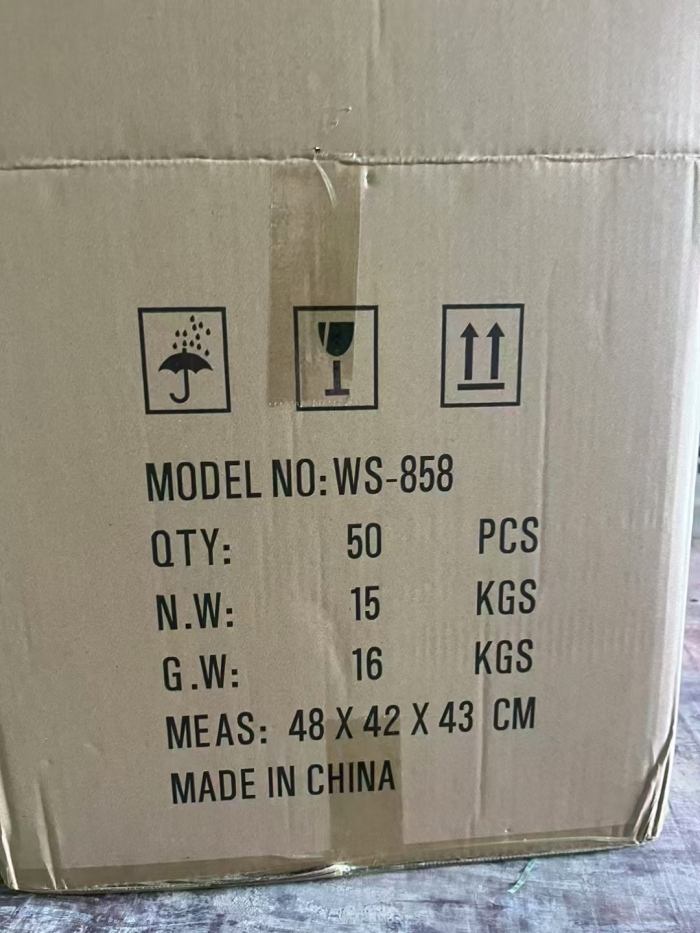 MODEL NO: WS-858
QTY: 50 PCS
N.W: 15 KGS
G.W: 16 KGS
MEAS: 48 X 42 X 43 CM
MADE IN CHINA